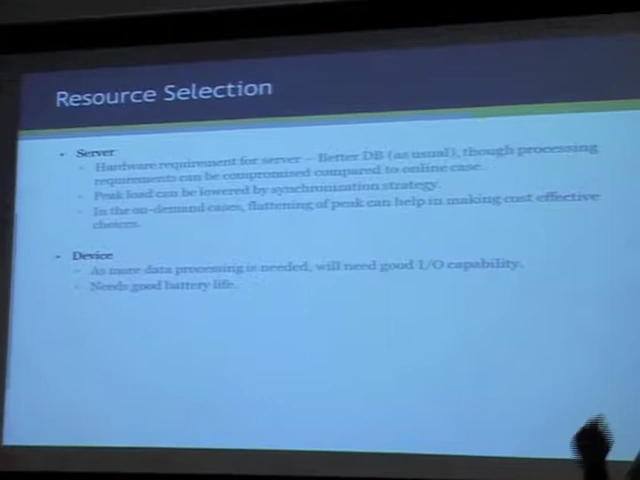 Resource Selection
• Server
Hardware requirement for server – Better DB (as usual), though processing
requirements can be compromised compared to online case.
Peak load can be lowered by synchronization strategy.
In the on-demand cases, flattening of peak can help in making cost effective
choices.
• Device
As more data processing is needed, will need good I/O capability.
Needs good battery life.